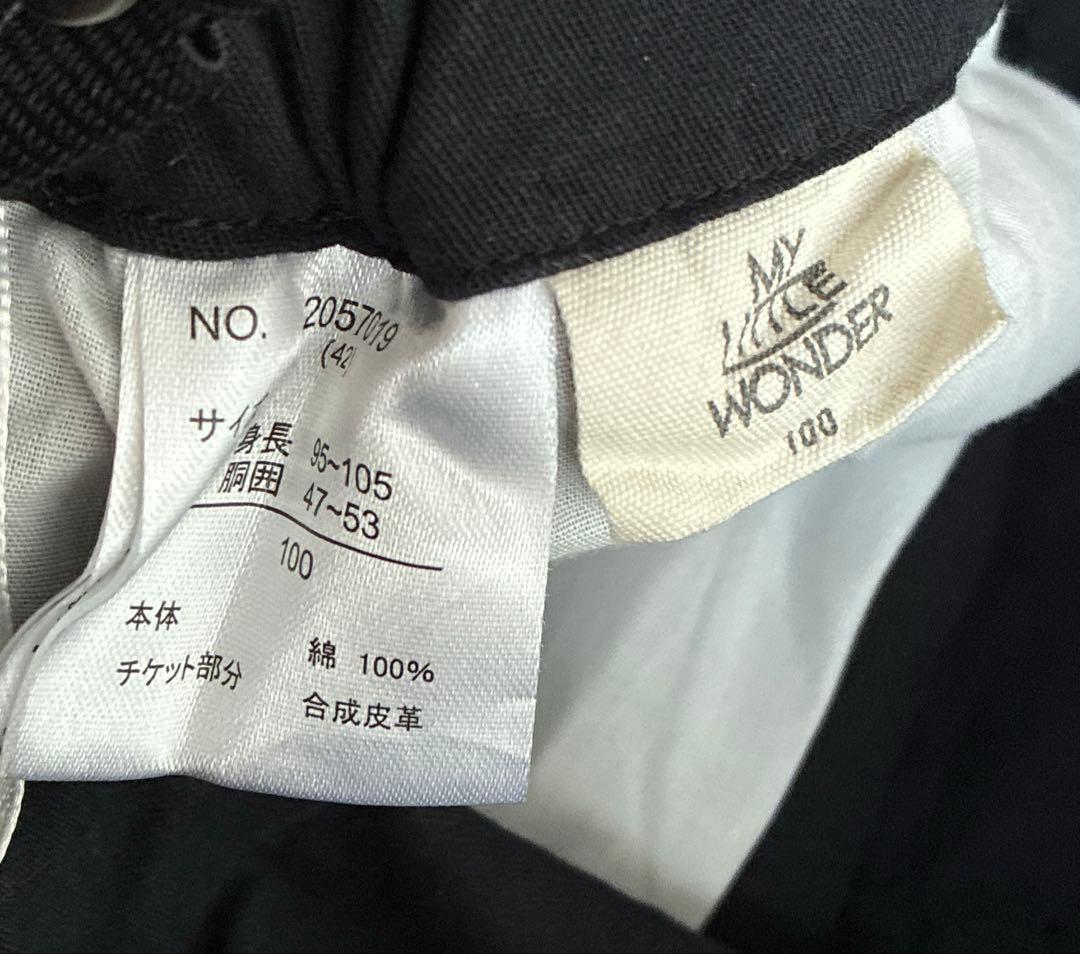 NO. 2057019
(42)
サイ
身長 95~105
胴囲 47~53
100
本体 綿 100%
チケット部分 合成皮革
MY
LITTLE
WONDER
100